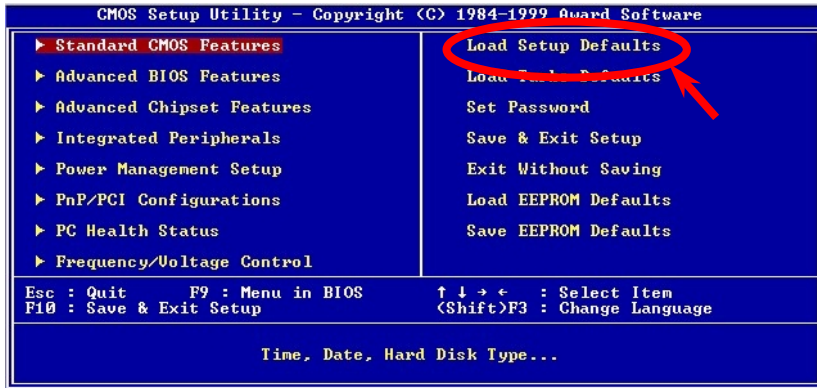 CMOS Setup Utility - Copyright (C) 1984-1999 Award Software
▶ Standard CMOS Features
▶ Advanced BIOS Features
▶ Advanced Chipset Features
▶ Integrated Peripherals
▶ Power Management Setup
▶ PnP/PCI Configurations
▶ PC Health Status
▶ Frequency/Voltage Control
Load Setup Defaults
Load Turbo Defaults
Set Password
Save & Exit Setup
Exit Without Saving
Load EEPROM Defaults
Save EEPROM Defaults
Esc : Quit F9 : Menu in BIOS
F10 : Save & Exit Setup
↑ ↓ → ← : Select Item
(Shift)F3 : Change Language
Time, Date, Hard Disk Type...